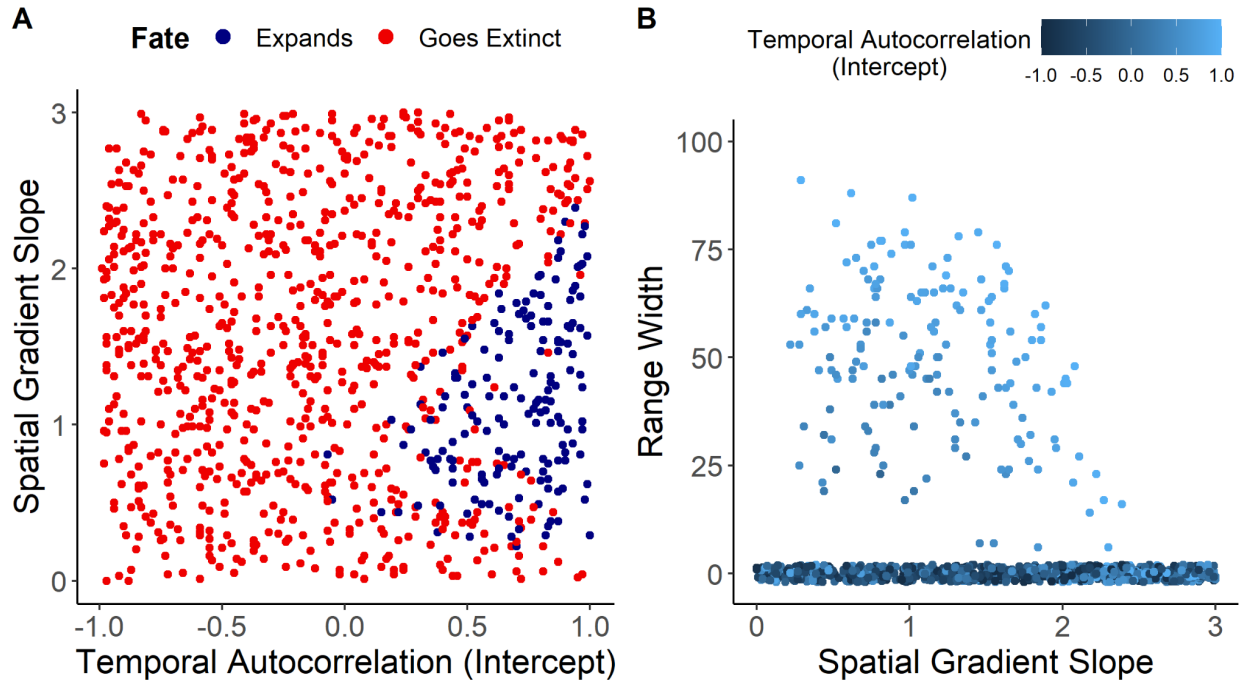 A
Fate Expands Goes Extinct
3
2
1
0
Spatial Gradient Slope
-1.0 -0.5 0.0 0.5 1.0
Temporal Autocorrelation (Intercept)
B
Temporal Autocorrelation
(Intercept)
-1.0 -0.5 0.0 0.5 1.0
100
75
50
25
0
Range Width
0 1 2 3
Spatial Gradient Slope